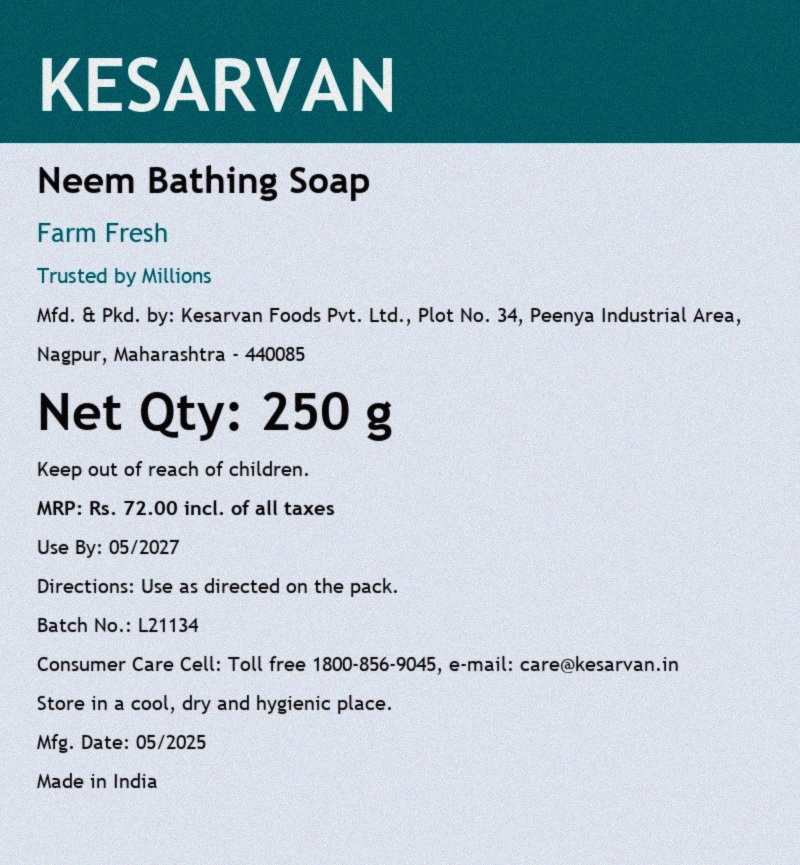 KESARVAN
Neem Bathing Soap
Farm Fresh
Trusted by Millions
Mfd. & Pkd. by: Kesarvan Foods Pvt. Ltd., Plot No. 34, Peenya Industrial Area,
Nagpur, Maharashtra - 440085
Net Qty: 250 g
Keep out of reach of children.
MRP: Rs. 72.00 incl. of all taxes
Use By: 05/2027
Directions: Use as directed on the pack.
Batch No.: L21134
Consumer Care Cell: Toll free 1800-856-9045, e-mail: care@kesarvan.in
Store in a cool, dry and hygienic place.
Mfg. Date: 05/2025
Made in India